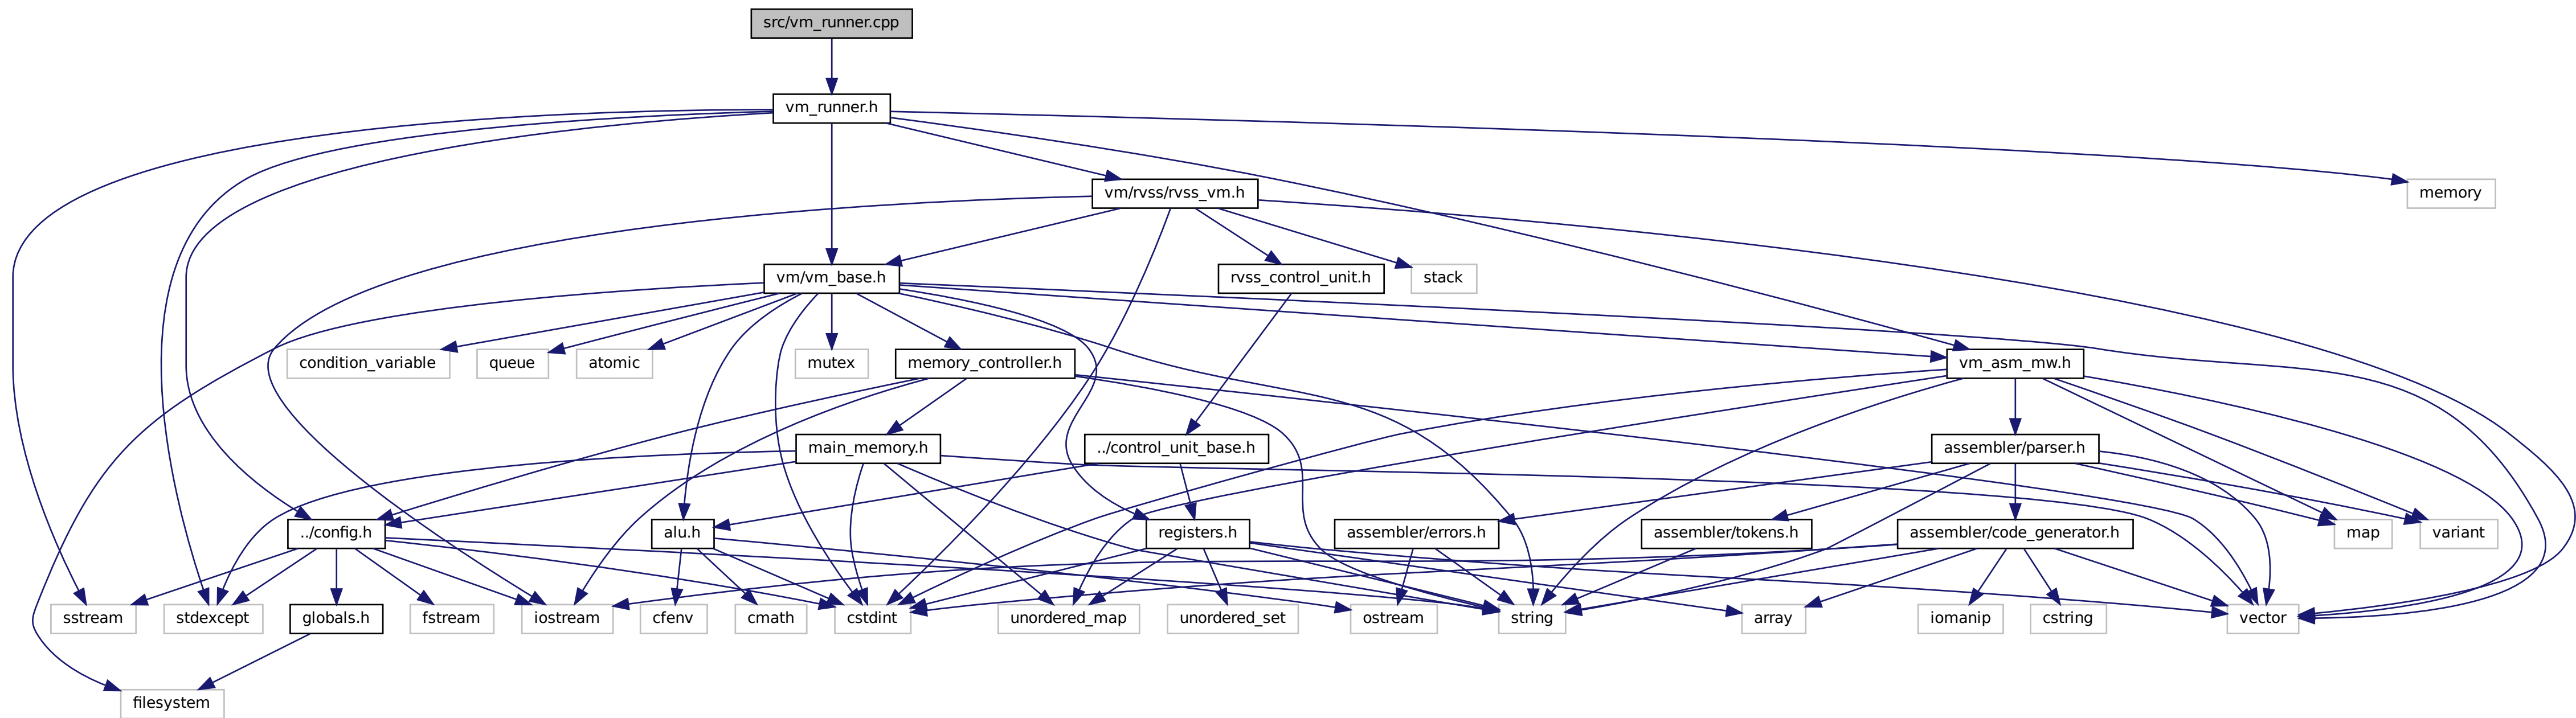 src/vm_runner.cpp
vm_runner.h
vm/rvss/rvss_vm.h
memory
vm/vm_base.h
rvss_control_unit.h
stack
condition_variable
queue
atomic
mutex
memory_controller.h
vm_asm_mw.h
main_memory.h
../control_unit_base.h
assembler/parser.h
../config.h
alu.h
registers.h
assembler/errors.h
assembler/tokens.h
assembler/code_generator.h
map
variant
sstream
stdexcept
globals.h
fstream
iostream
cfenv
cmath
cstdint
unordered_map
unordered_set
ostream
string
array
iomanip
cstring
vector
filesystem